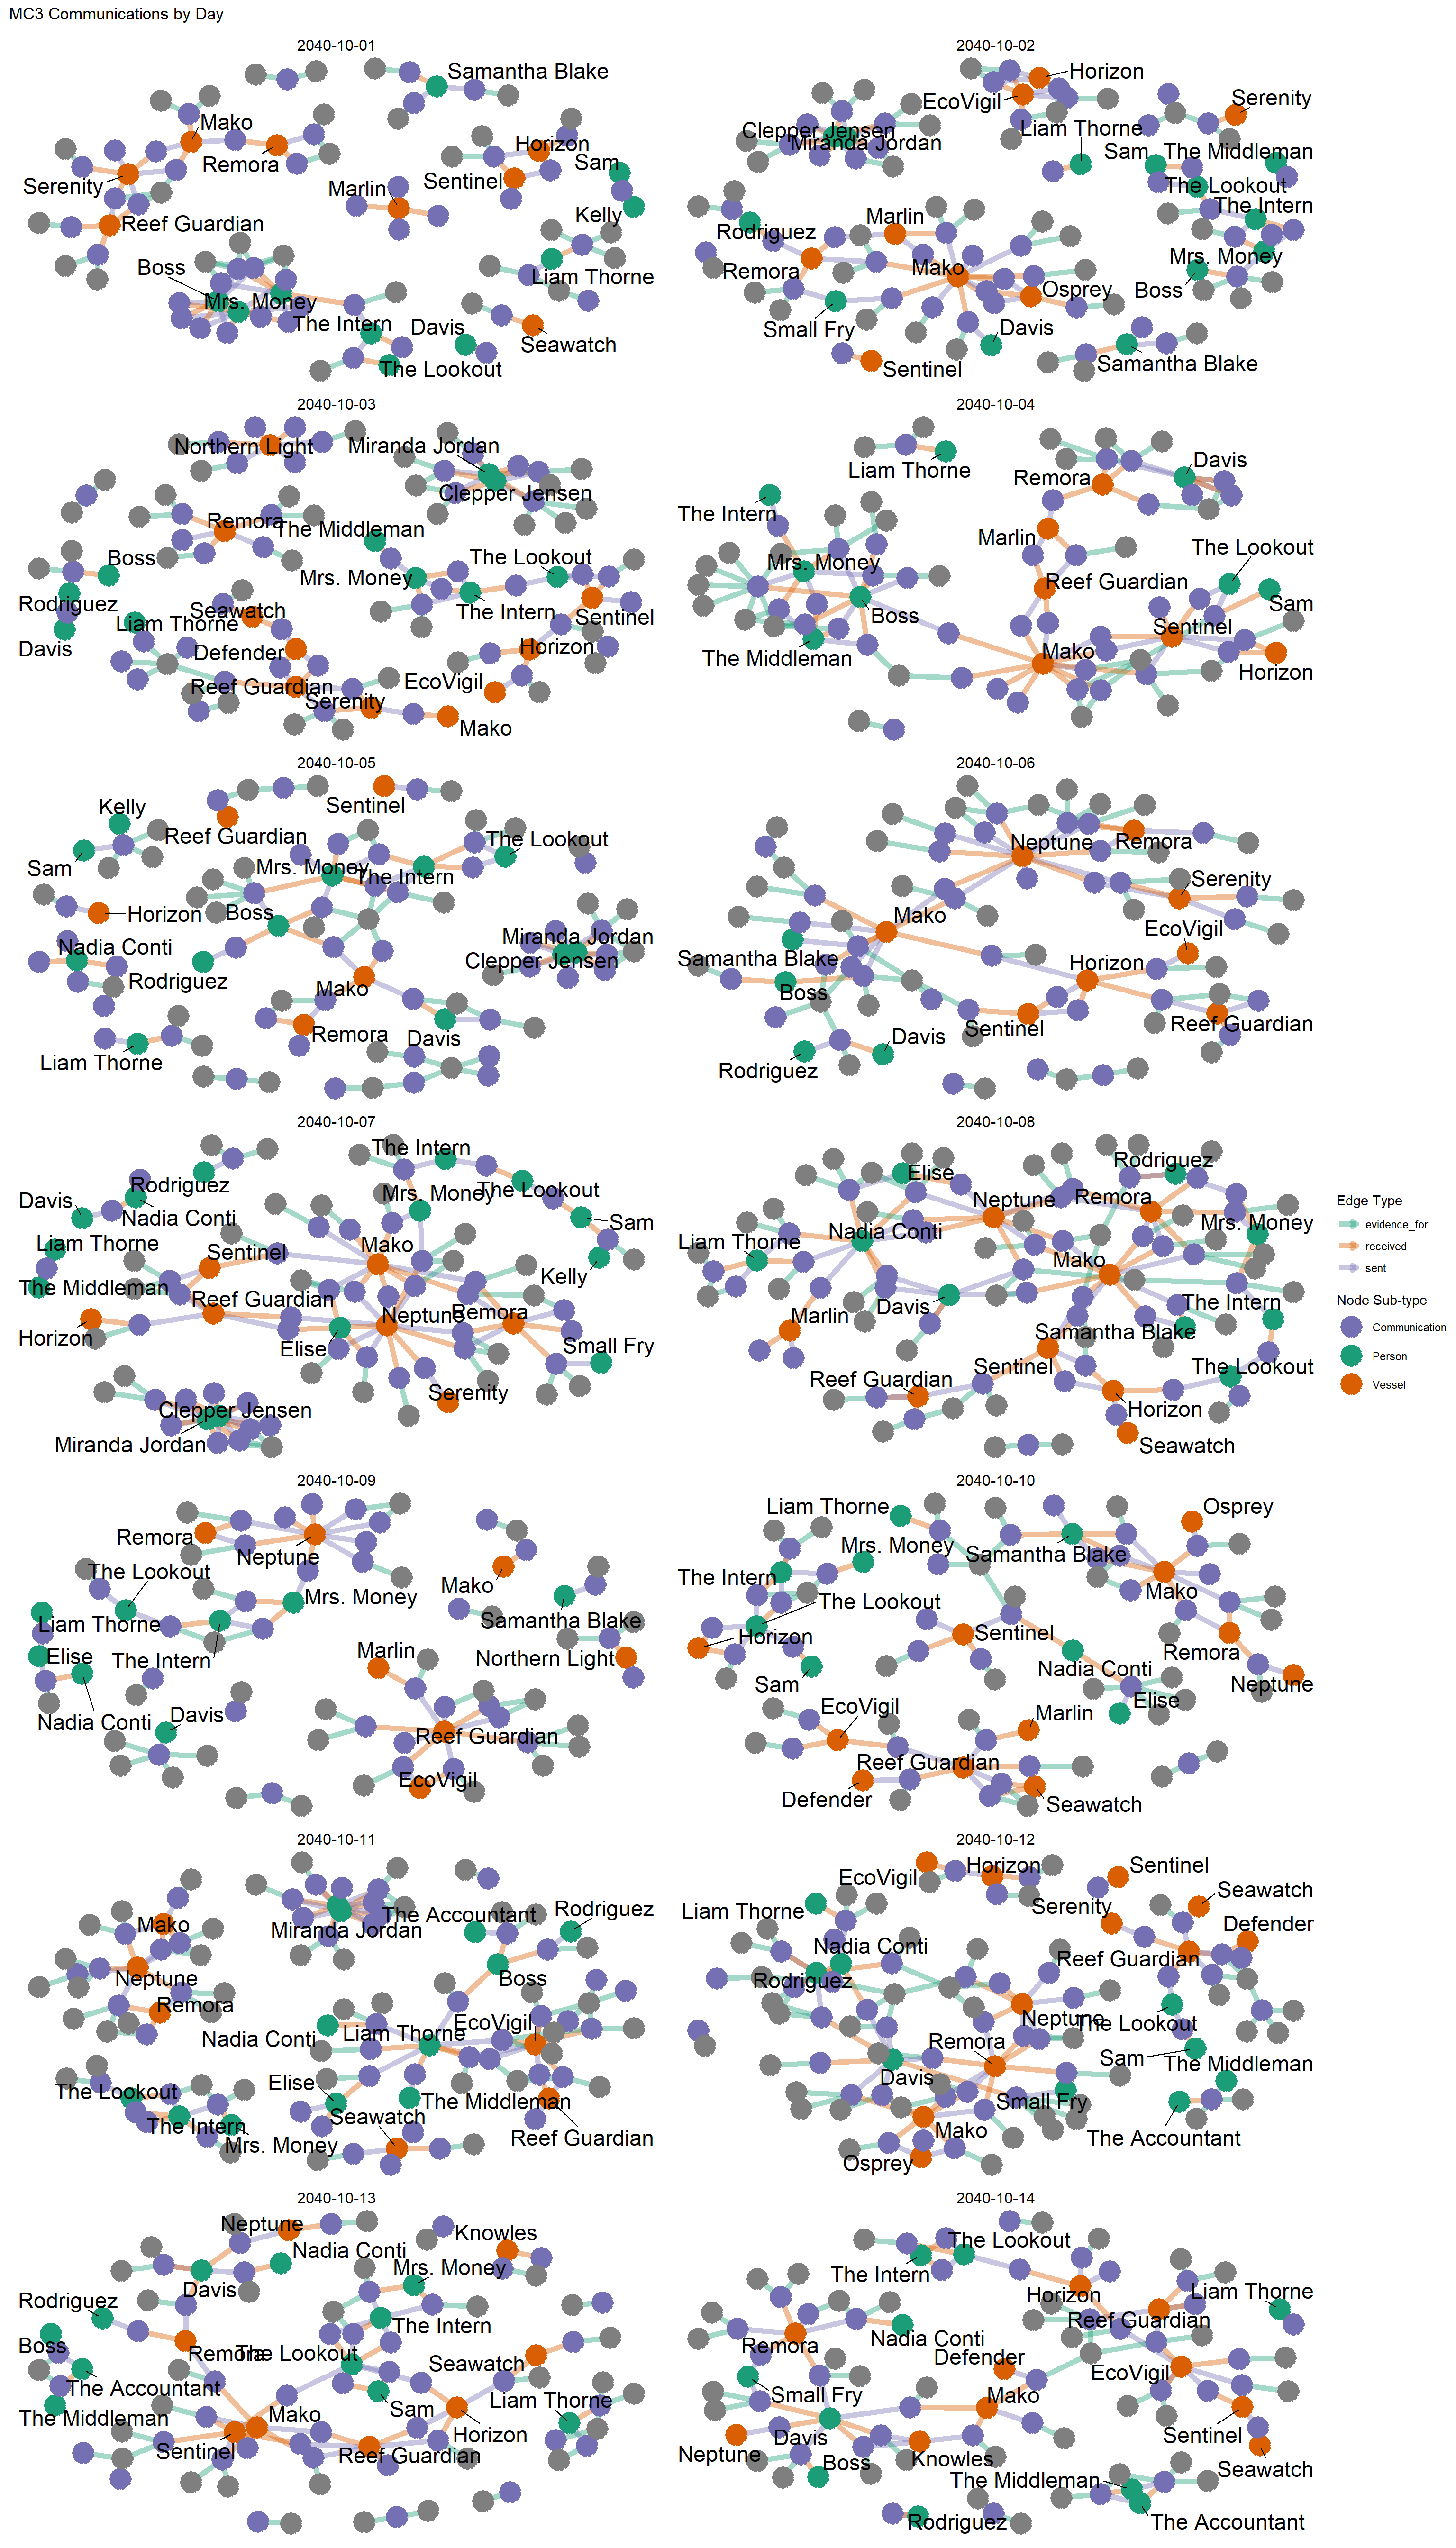 MC3 Communications by Day
2040-10-01
Samantha Blake
Mako
Remora
Horizon
Sam
Serenity
Sentinel
Marlin
Kelly
Reef Guardian
Boss
Liam Thorne
Mrs. Money
The Intern
Davis
Seawatch
The Lookout
2040-10-02
Horizon
EcoVigil
Serenity
Clepper Jensen
Liam Thorne
Miranda Jordan
Sam
The Middleman
The Lookout
The Intern
Marlin
Rodriguez
Mako
Mrs. Money
Remora
Osprey
Boss
Small Fry
Davis
Samantha Blake
Sentinel
2040-10-03
Northern Light
Miranda Jordan
Clepper Jensen
Remora
The Middleman
Boss
The Lookout
Mrs. Money
Rodriguez
The Intern
Seawatch
Sentinel
Liam Thorne
Davis
Defender
Horizon
Reef Guardian
EcoVigil
Serenity
Mako
2040-10-04
Liam Thorne
Davis
Remora
The Intern
Marlin
The Lookout
Mrs. Money
Reef Guardian
Sam
Boss
Sentinel
The Middleman
Mako
Horizon
2040-10-05
Kelly
Sentinel
Reef Guardian
The Lookout
Sam
Mrs. Money
The Intern
Horizon
Boss
Miranda Jordan
Nadia Conti
Clepper Jensen
Rodriguez
Mako
Remora
Davis
Liam Thorne
2040-10-06
Neptune
Remora
Serenity
Mako
EcoVigil
Samantha Blake
Horizon
Boss
Sentinel
Reef Guardian
Davis
Rodriguez
2040-10-07
The Intern
Rodriguez
Mrs. Money
The Lookout
Davis
Nadia Conti
Sam
Liam Thorne
Sentinel
Mako
Kelly
The Middleman
Reef Guardian
Neptune
Remora
Horizon
Elise
Small Fry
Serenity
Clepper Jensen
Miranda Jordan
2040-10-08
Rodriguez
Elise
Neptune
Remora
Mrs. Money
Nadia Conti
Liam Thorne
Mako
Davis
The Intern
Marlin
Samantha Blake
Sentinel
The Lookout
Reef Guardian
Horizon
Seawatch
Edge Type
evidence_for
received
sent
Node Sub-type
Communication
Person
Vessel
2040-10-09
Remora
Neptune
The Lookout
Mako
Mrs. Money
Samantha Blake
Liam Thorne
Marlin
Northern Light
Elise
The Intern
Nadia Conti
Davis
Reef Guardian
EcoVigil
2040-10-10
Liam Thorne
Osprey
Mrs. Money
Samantha Blake
The Intern
Mako
The Lookout
Horizon
Sentinel
Remora
Nadia Conti
Sam
Neptune
Elise
EcoVigil
Marlin
Reef Guardian
Defender
Seawatch
2040-10-11
Rodriguez
The Accountant
Mako
Miranda Jordan
Neptune
Boss
Remora
EcoVigil
Nadia Conti
Liam Thorne
Elise
The Lookout
The Middleman
Seawatch
The Intern
Mrs. Money
Reef Guardian
2040-10-12
Horizon
Sentinel
EcoVigil
Seawatch
Serenity
Liam Thorne
Defender
Nadia Conti
Reef Guardian
Rodriguez
Neptune
The Lookout
Remora
Sam
The Middleman
Davis
Small Fry
Mako
The Accountant
Osprey
2040-10-13
Neptune
Knowles
Nadia Conti
Mrs. Money
Davis
Rodriguez
The Intern
Boss
Remora
The Lookout
Seawatch
The Accountant
Liam Thorne
Sam
The Middleman
Mako
Horizon
Sentinel
Reef Guardian
2040-10-14
The Lookout
The Intern
Liam Thorne
Horizon
Reef Guardian
Nadia Conti
Remora
Defender
EcoVigil
Small Fry
Mako
Sentinel
Davis
Neptune
Boss
Knowles
Seawatch
The Middleman
Rodriguez
The Accountant